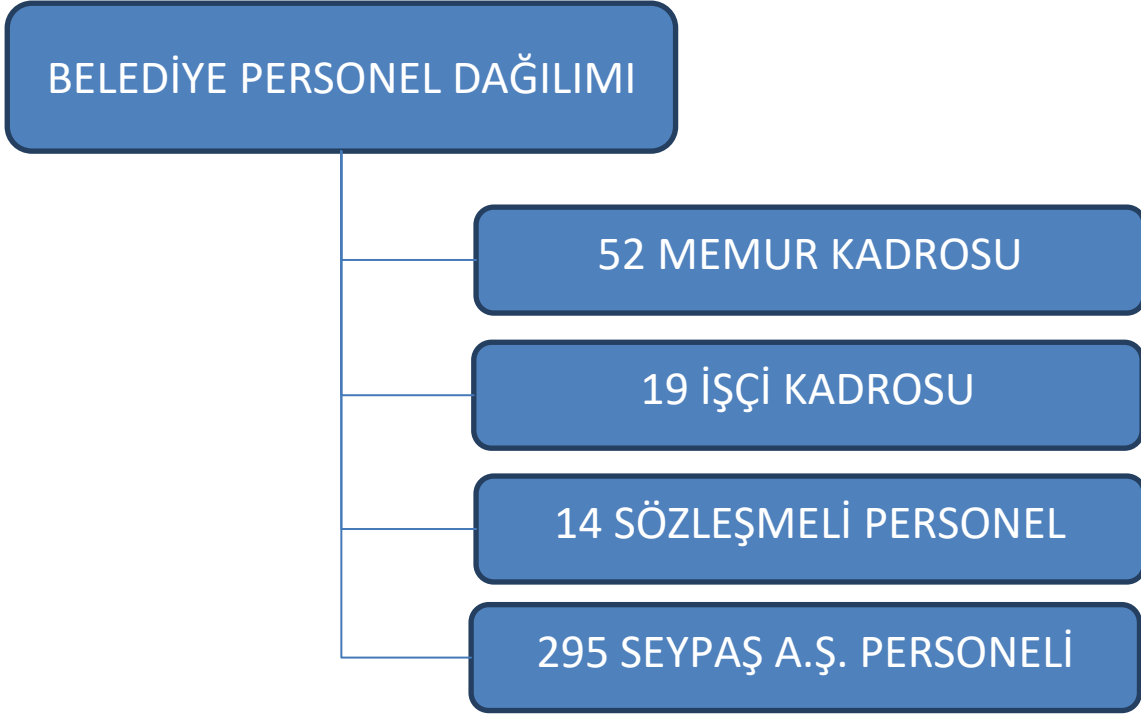 BELEDİYE PERSONEL DAĞILIMI
52 MEMUR KADROSU
19 İŞÇİ KADROSU
14 SÖZLEŞMELİ PERSONEL
295 SEYPAŞ A.Ş. PERSONELİ